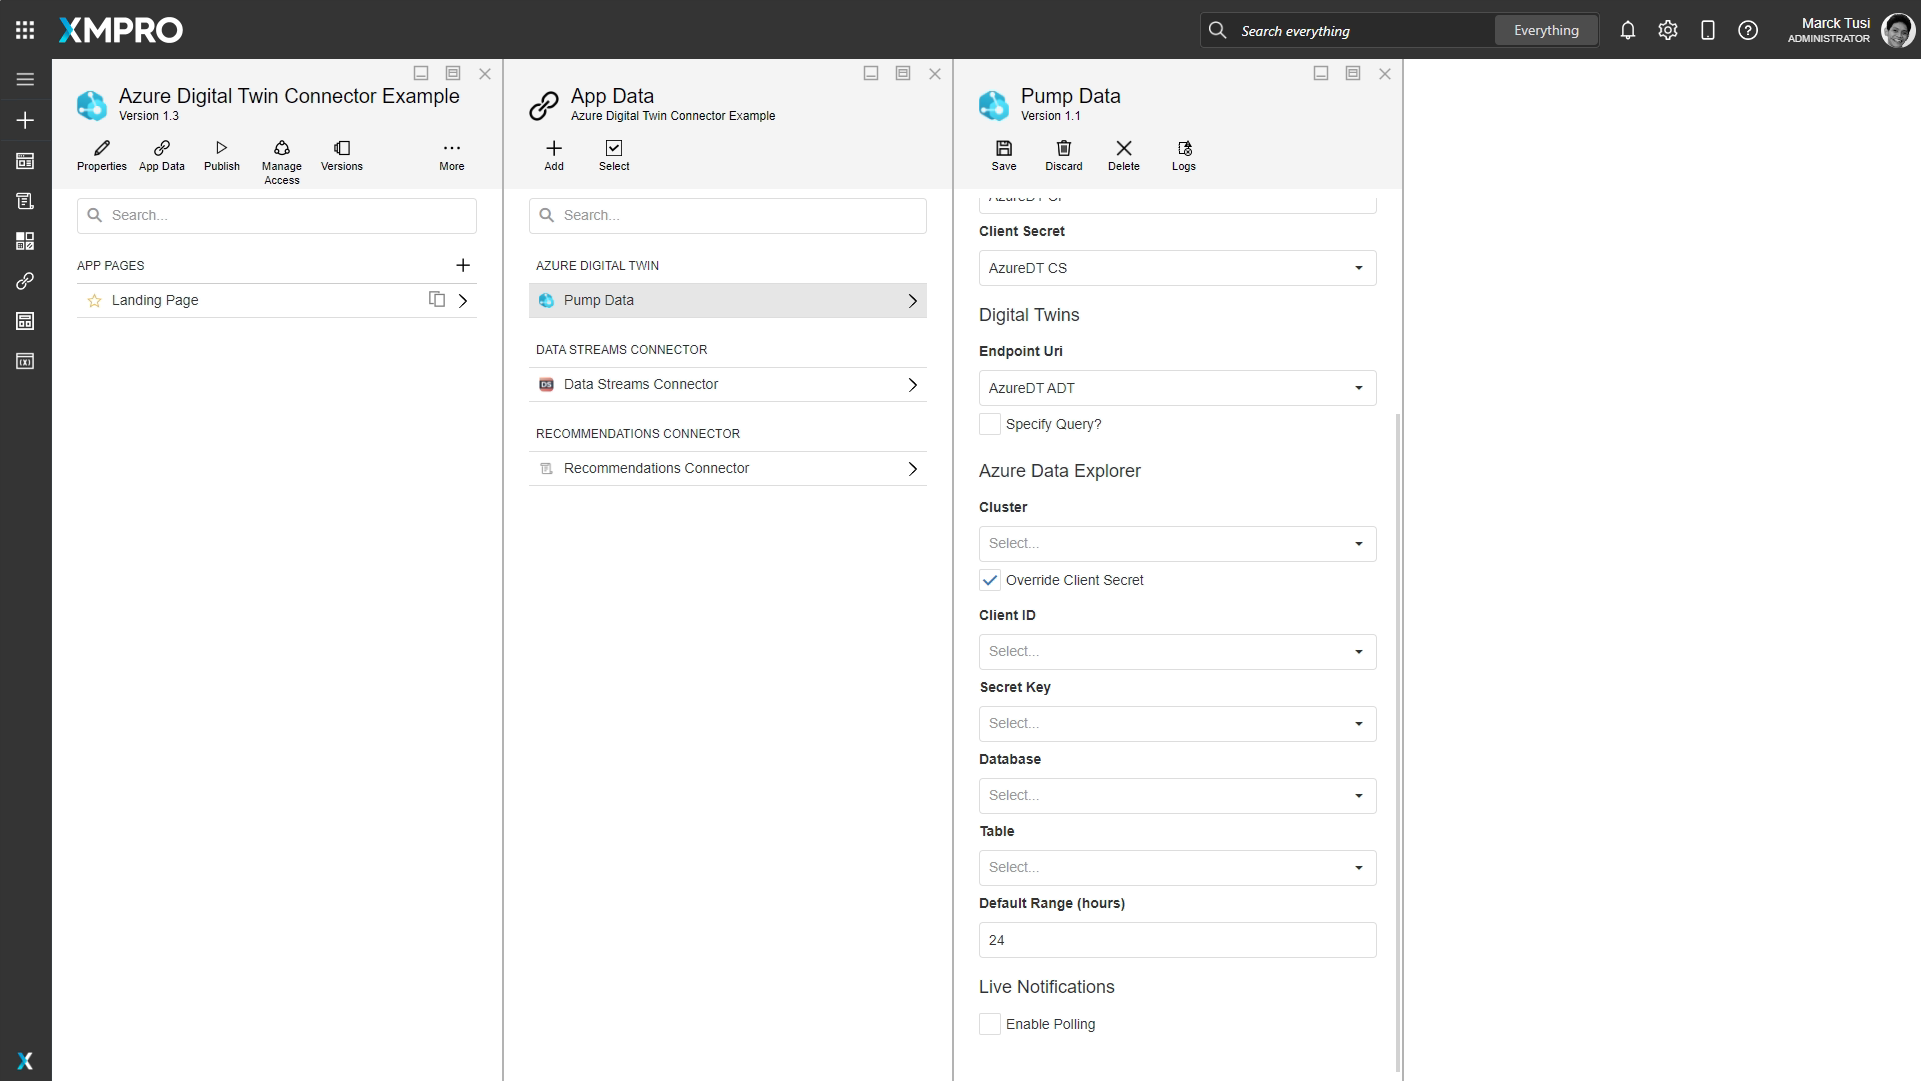 XMPRO
Search everything
Everything
Marck Tusi
ADMINISTRATOR
Azure Digital Twin Connector Example
Version 1.3
Properties
App Data
Publish
Manage Access
Versions
More
Search...
APP PAGES
Landing Page
App Data
Azure Digital Twin Connector Example
Add
Select
Search...
AZURE DIGITAL TWIN
Pump Data
DATA STREAMS CONNECTOR
DS
Data Streams Connector
RECOMMENDATIONS CONNECTOR
Recommendations Connector
Pump Data
Version 1.1
Save
Discard
Delete
Logs
Client Secret
AzureDT CS
Digital Twins
Endpoint Uri
AzureDT ADT
Specify Query?
Azure Data Explorer
Cluster
Select...
Override Client Secret
Client ID
Select...
Secret Key
Select...
Database
Select...
Table
Select...
Default Range (hours)
24
Live Notifications
Enable Polling